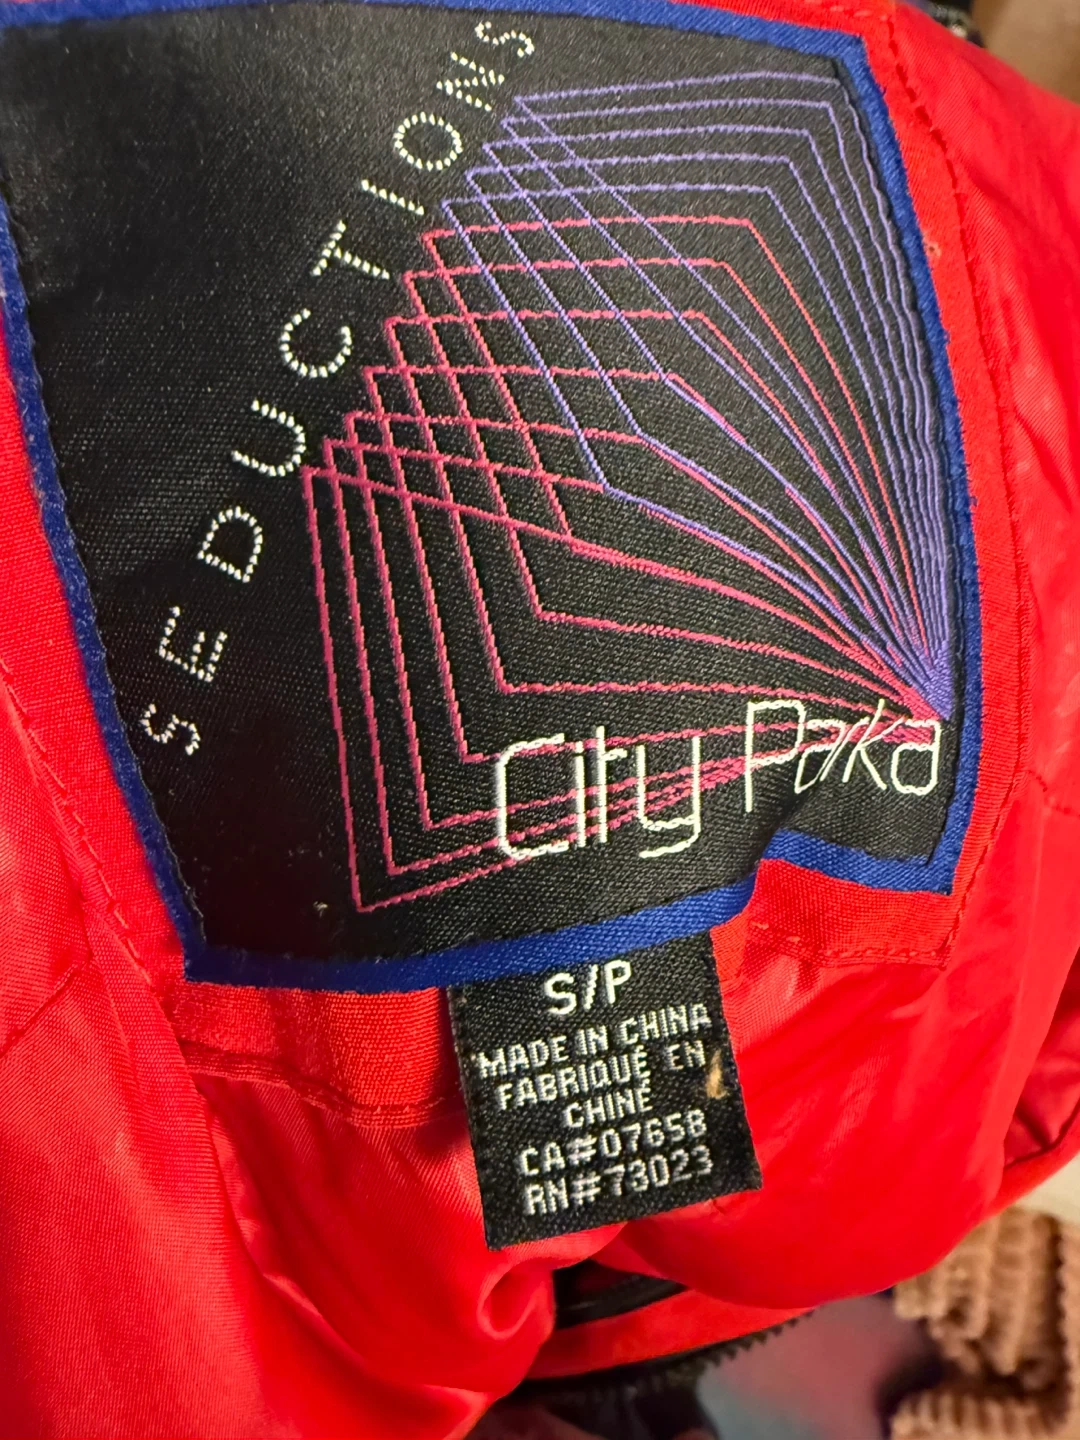 SEDUCTIONS
City Parka
S/P
MADE IN CHINA
FABRIQUÉ EN
CHINE
CA#07658
RN#73023